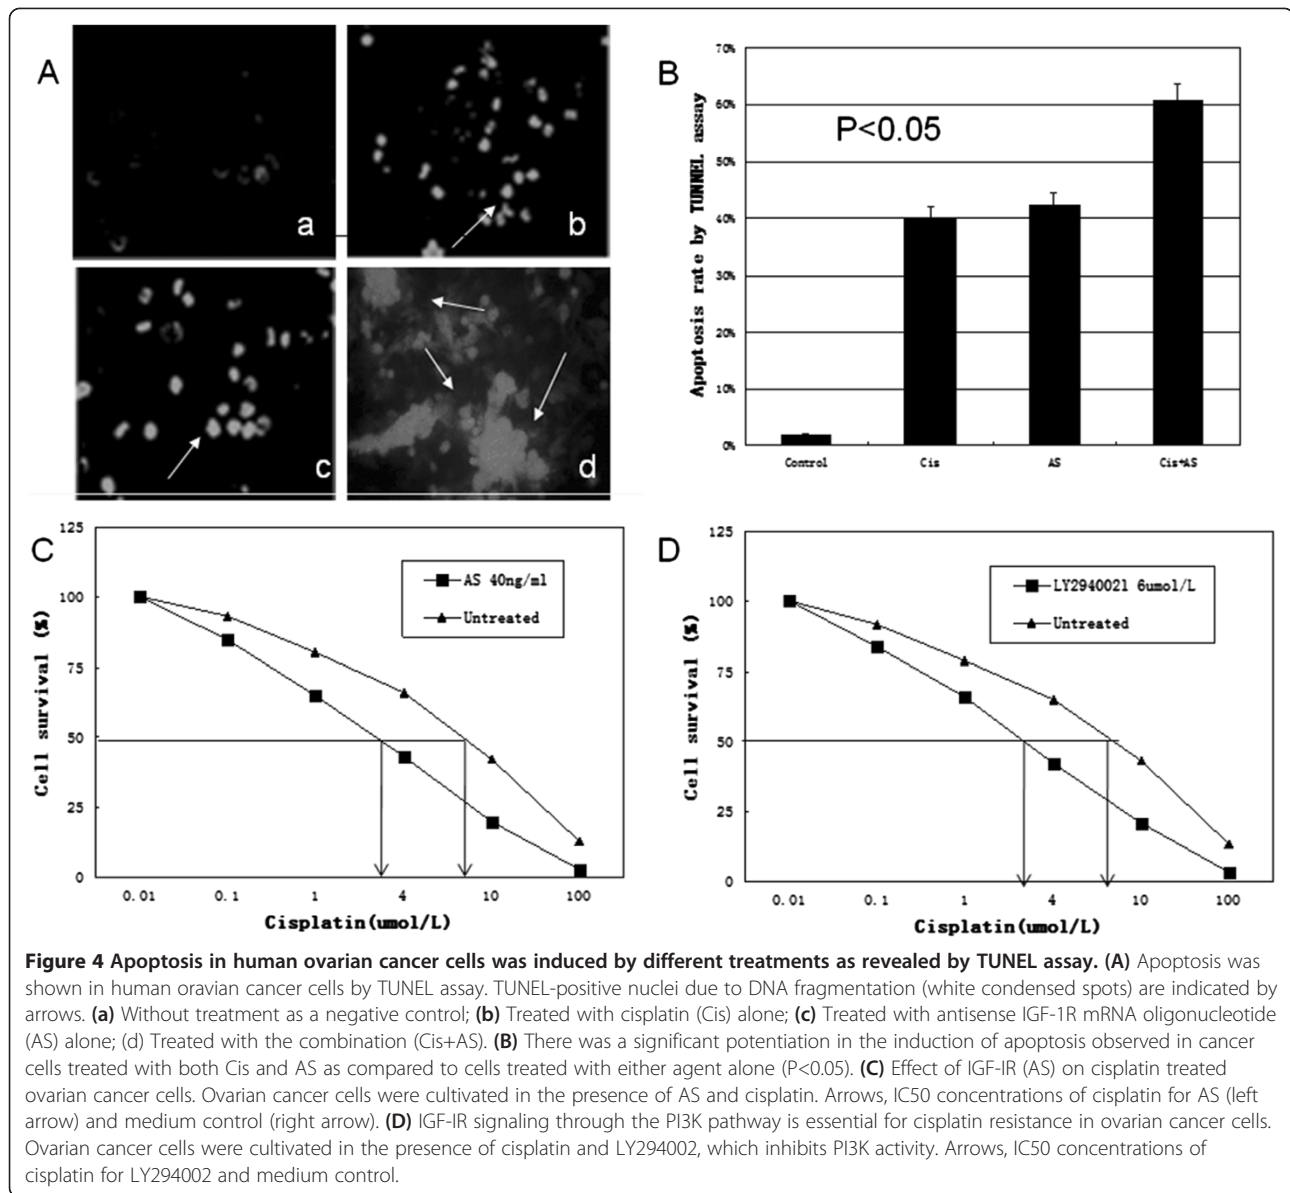 A
a
b
c
d
B
Apoptosis rate by TUNNEL assay
70%
60%
50%
40%
30%
20%
10%
0%
P<0.05
Control Cis AS Cis+AS
C
Cell survival (%)
125
100
75
50
25
0
AS 40ng/ml
Untreated
0.01 0.1 1 4 10 100
Cisplatin(umol/L)
D
Cell survival (%)
125
100
75
50
25
0
LY294002l 6umol/L
Untreated
0.01 0.1 1 4 10 100
Cisplatin(umol/L)
Figure 4 Apoptosis in human ovarian cancer cells was induced by different treatments as revealed by TUNEL assay. (A) Apoptosis was
shown in human oravian cancer cells by TUNEL assay. TUNEL-positive nuclei due to DNA fragmentation (white condensed spots) are indicated by
arrows. (a) Without treatment as a negative control; (b) Treated with cisplatin (Cis) alone; (c) Treated with antisense IGF-1R mRNA oligonucleotide
(AS) alone; (d) Treated with the combination (Cis+AS). (B) There was a significant potentiation in the induction of apoptosis observed in cancer
cells treated with both Cis and AS as compared to cells treated with either agent alone (P<0.05). (C) Effect of IGF-IR (AS) on cisplatin treated
ovarian cancer cells. Ovarian cancer cells were cultivated in the presence of AS and cisplatin. Arrows, IC50 concentrations of cisplatin for AS (left
arrow) and medium control (right arrow). (D) IGF-IR signaling through the PI3K pathway is essential for cisplatin resistance in ovarian cancer cells.
Ovarian cancer cells were cultivated in the presence of cisplatin and LY294002, which inhibits PI3K activity. Arrows, IC50 concentrations of
cisplatin for LY294002 and medium control.